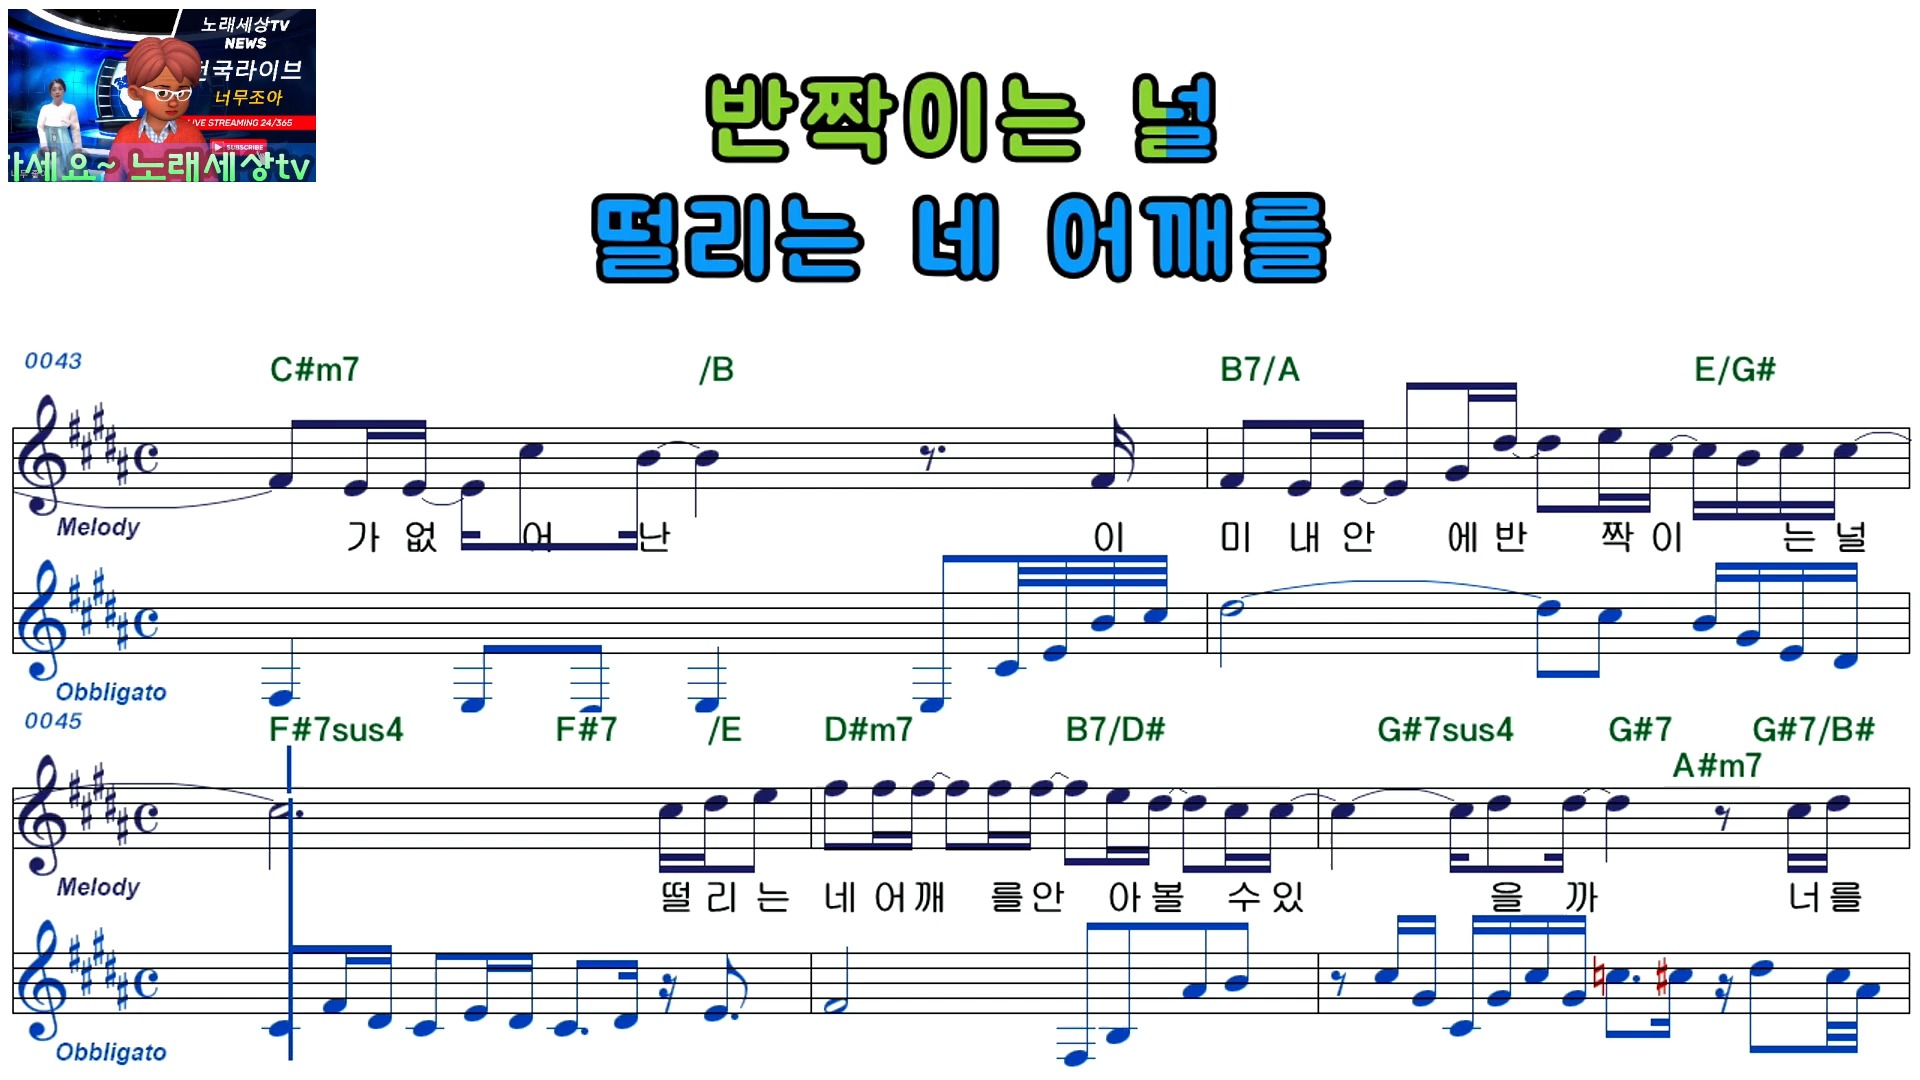 노래세상TV
NEWS
전국라이브
너무조아
LIVE STREAMING 24/365
SUBSCRIBE
세요~ 노래세상tv
반짝이는 널
떨리는 네 어깨를
0043
C#m7 /B B7/A E/G#
Melody
가 없 어 난 이 미 내 안 에 반 짝 이 는 널
Obbligato
0045
F#7sus4 F#7 /E D#m7 B7/D# G#7sus4 G#7 G#7/B#
A#m7
Melody
떨 리 는 네 어 깨 를 안 아 볼 수 있 을 까 너 를
Obbligato